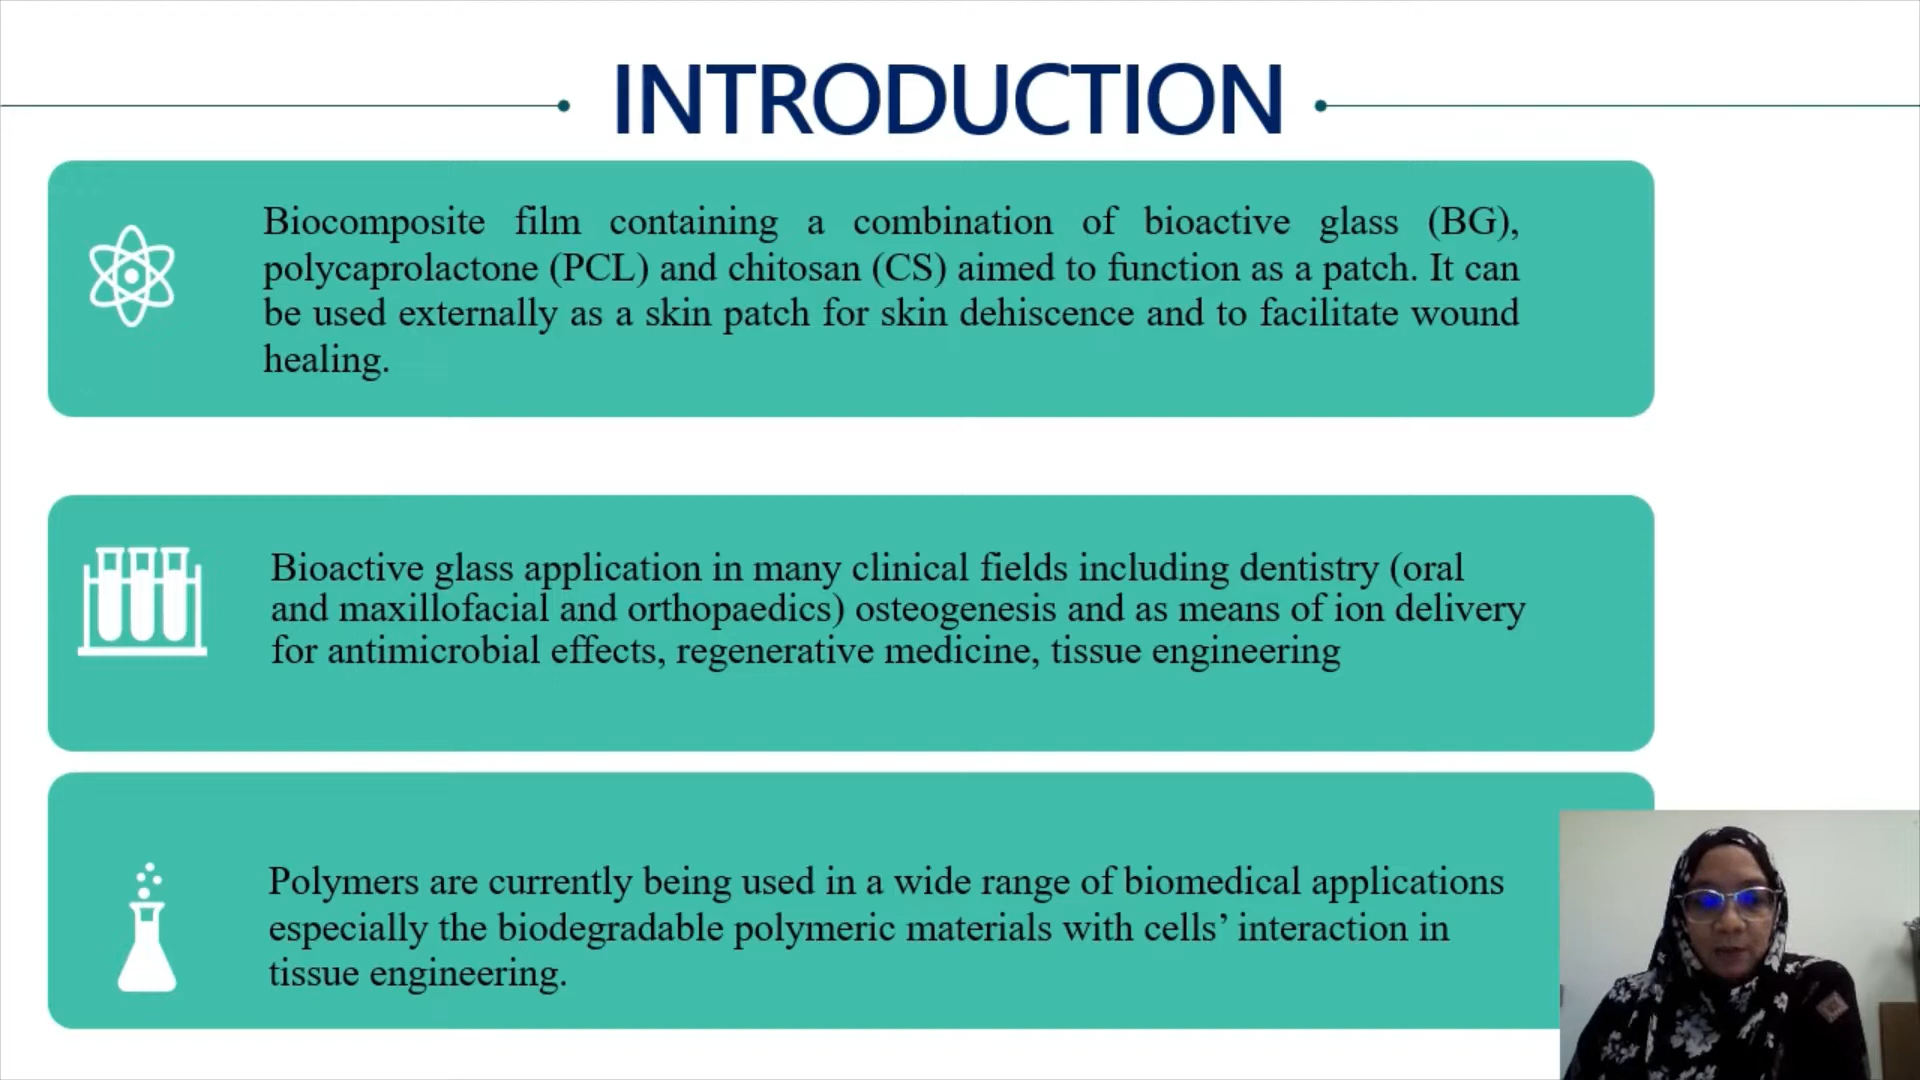 INTRODUCTION
Biocomposite film containing a combination of bioactive glass (BG),
polycaprolactone (PCL) and chitosan (CS) aimed to function as a patch. It can
be used externally as a skin patch for skin dehiscence and to facilitate wound
healing.
Bioactive glass application in many clinical fields including dentistry (oral
and maxillofacial and orthopaedics) osteogenesis and as means of ion delivery
for antimicrobial effects, regenerative medicine, tissue engineering
Polymers are currently being used in a wide range of biomedical applications
especially the biodegradable polymeric materials with cells’ interaction in
tissue engineering.